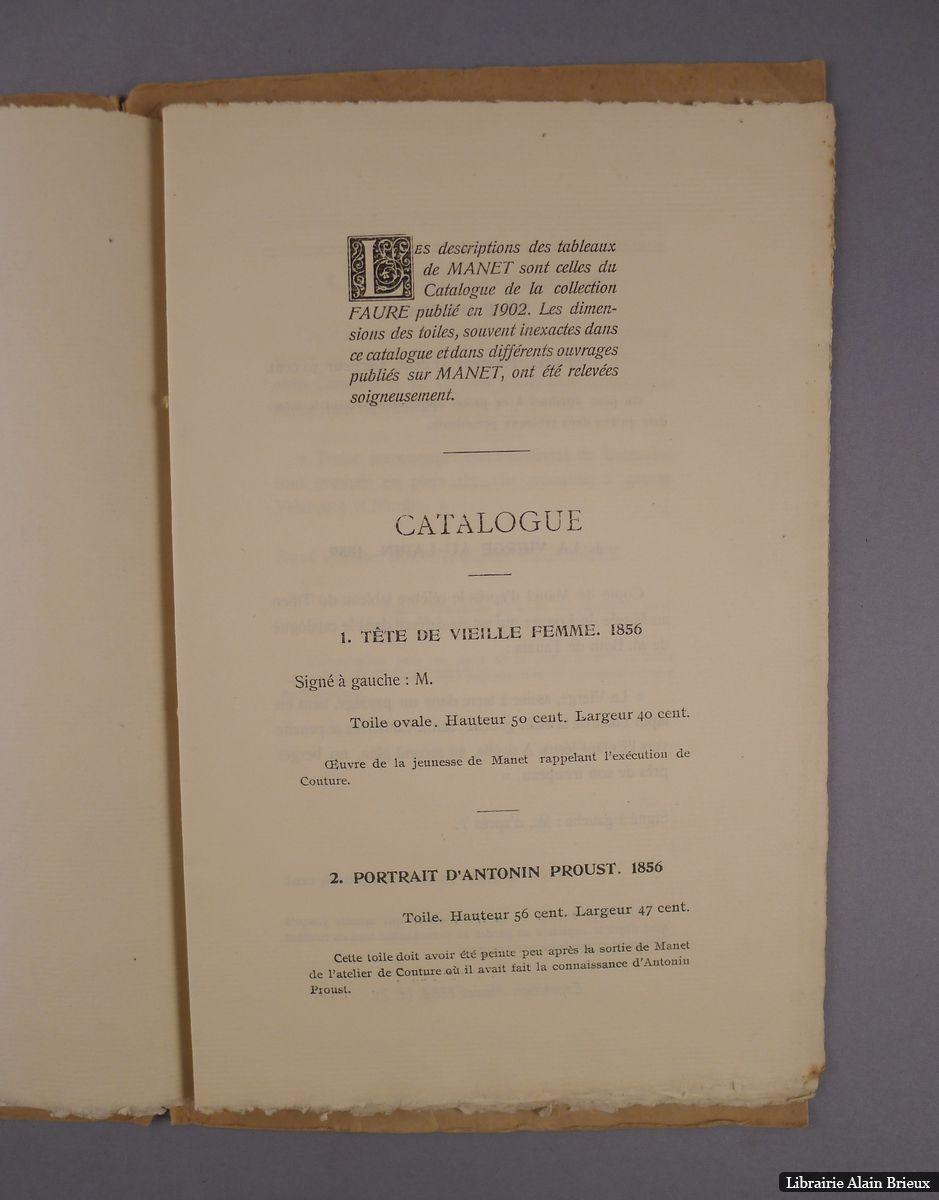 LES descriptions des tableaux
de MANET sont celles du
Catalogue de la collection
FAURE publié en 1902. Les dimen-
sions des toiles, souvent inexactes dans
ce catalogue et dans différents ouvrages
publiés sur MANET, ont été relevées
soigneusement.
CATALOGUE
1. TÊTE DE VIEILLE FEMME. 1856
Signé à gauche : M.
Toile ovale. Hauteur 50 cent. Largeur 40 cent.
Œuvre de la jeunesse de Manet rappelant l'exécution de
Couture.
2. PORTRAIT D'ANTONIN PROUST. 1856
Toile. Hauteur 56 cent. Largeur 47 cent.
Cette toile doit avoir été peinte peu après la sortie de Manet
de l'atelier de Couture où il avait fait la connaissance d'Antonin
Proust.
Librairie Alain Brieux